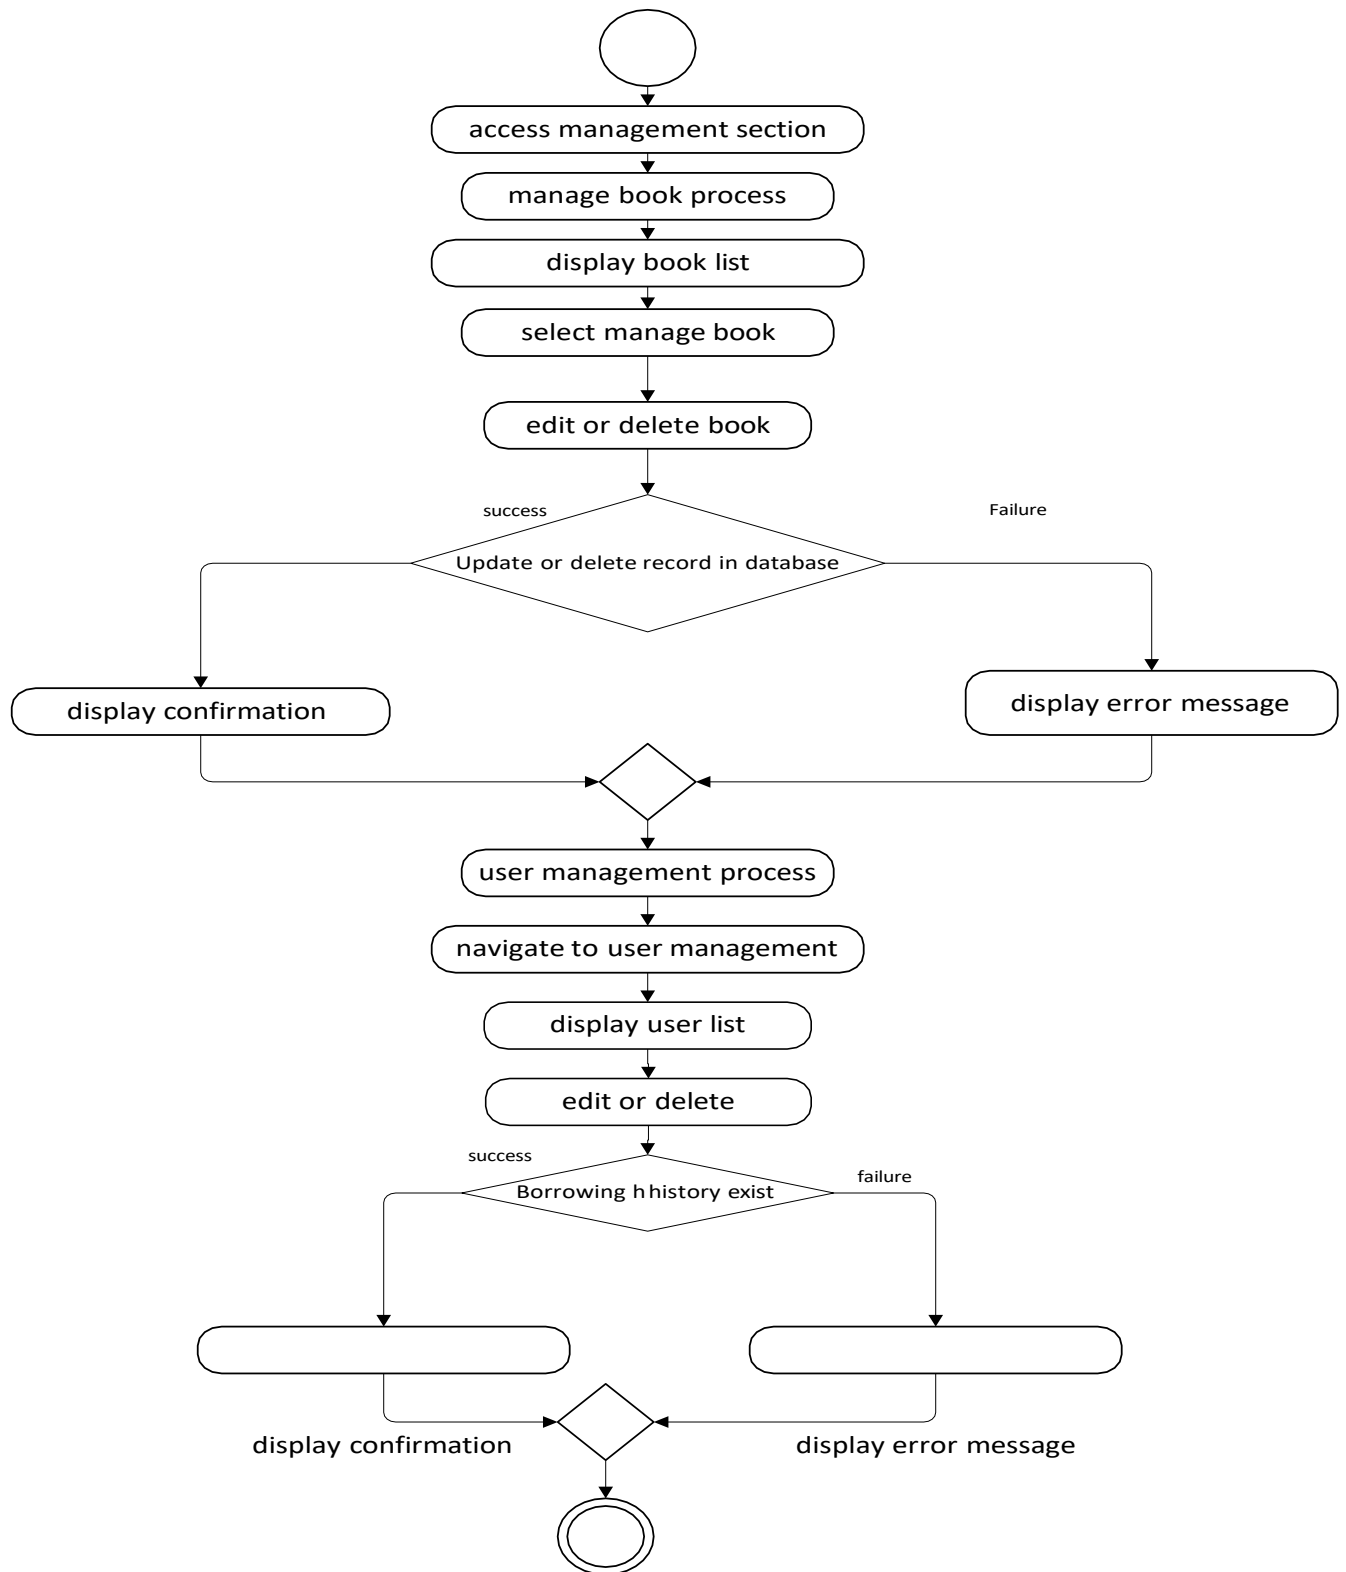 access management section
manage book process
display book list
select manage book
edit or delete book
success
Failure
Update or delete record in database
display confirmation
display error message
user management process
navigate to user management
display user list
edit or delete
success
failure
Borrowing hhistory exist
display confirmation
display error message